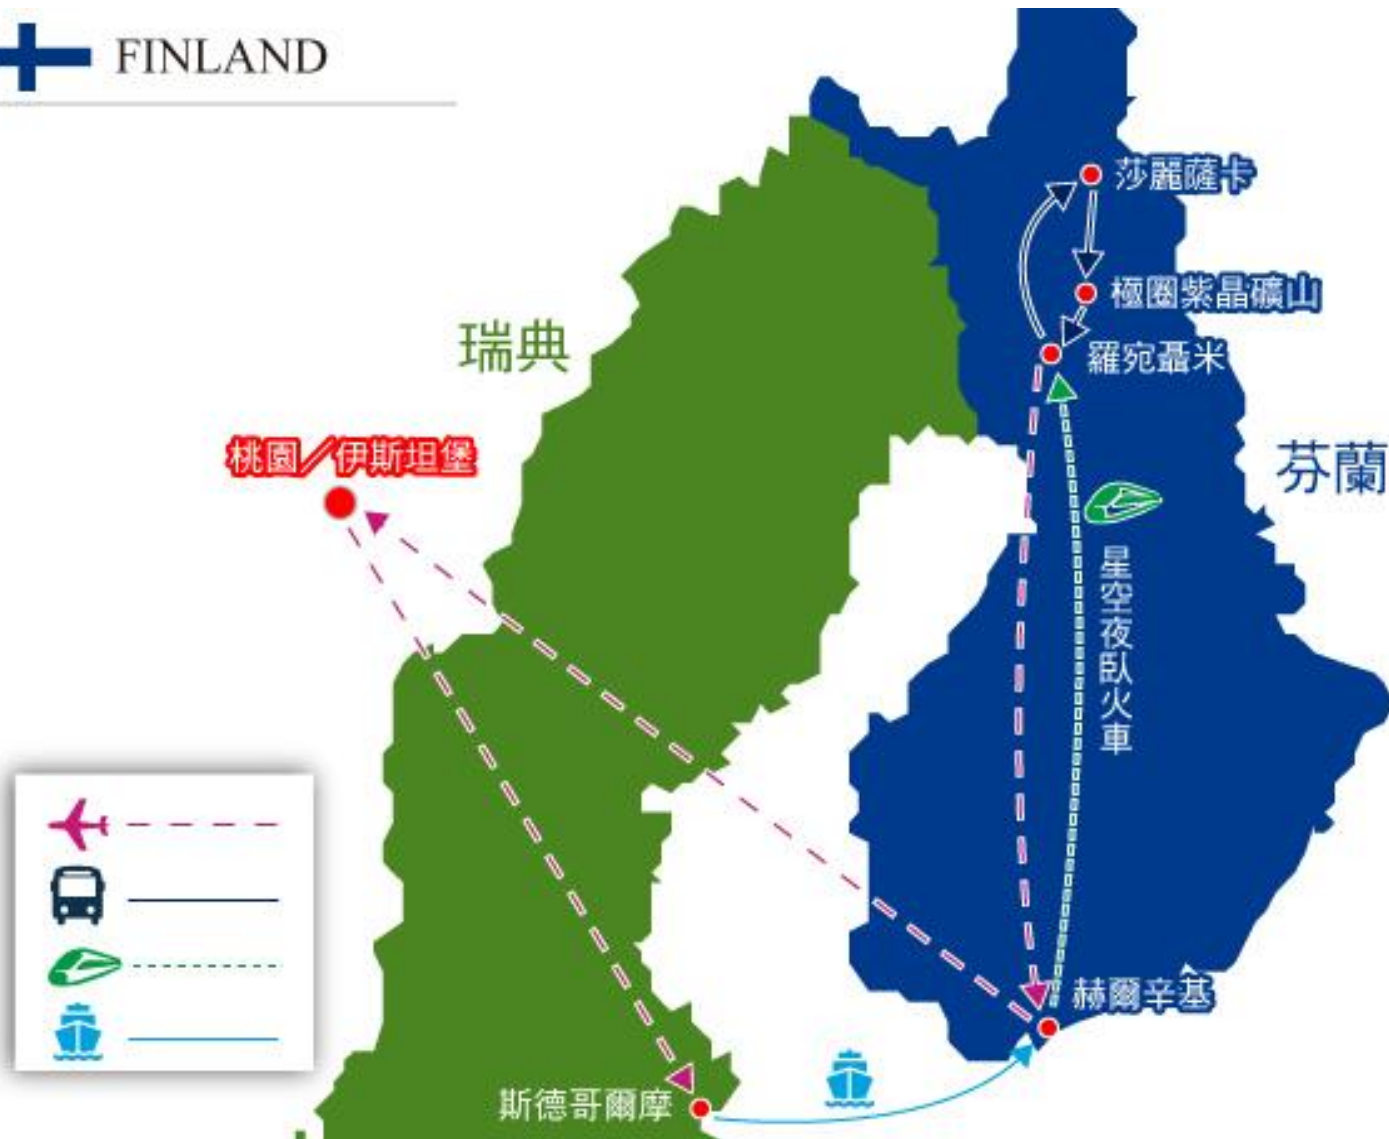 FINLAND
莎麗薩卡
極圈紫晶礦山
羅宛聶米
瑞典
桃園／伊斯坦堡
芬蘭
星空夜臥火車
赫爾辛基
斯德哥爾摩